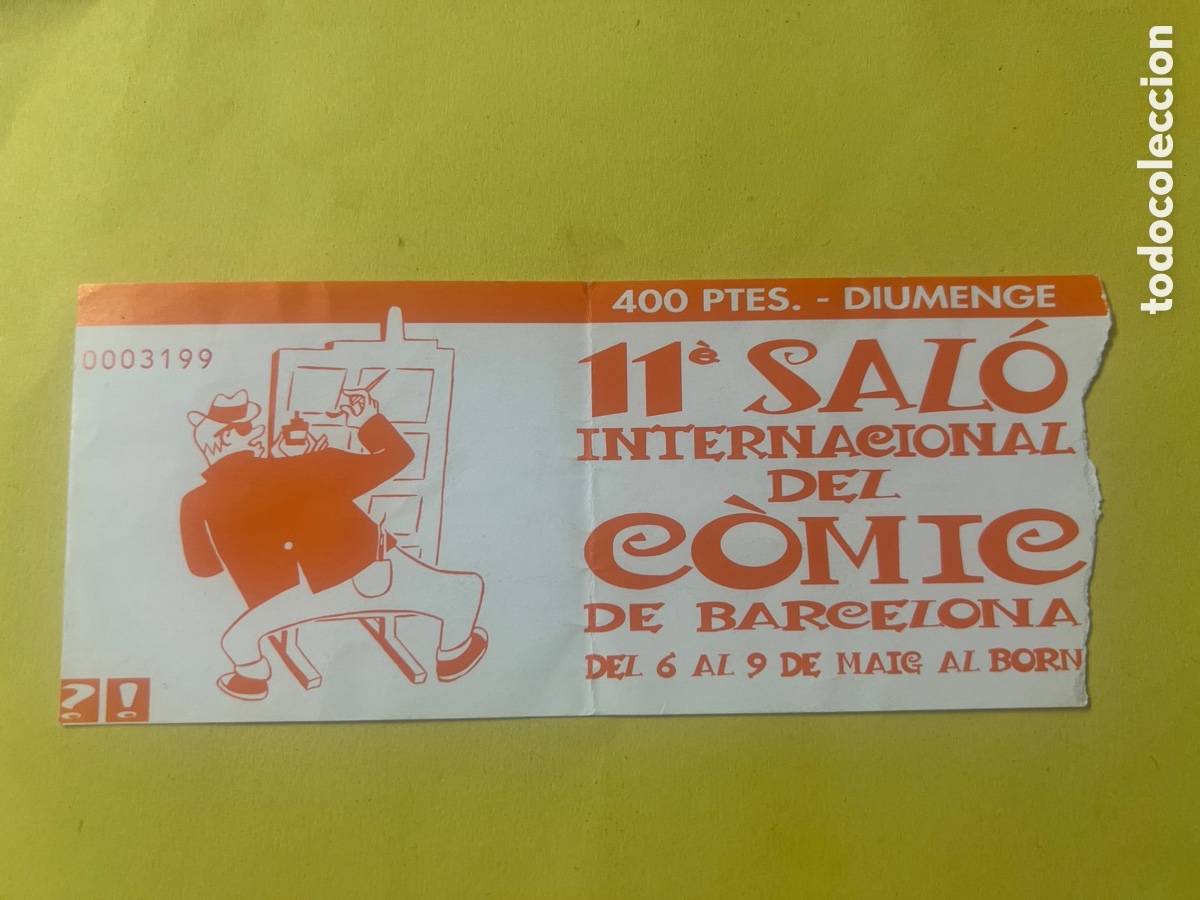 400 PTES. - DIUMENGE
0003199
11è SALÓ
INTERNACIONAL
DEL
CÒMIC
DE BARCELONA
DEL 6 AL 9 DE MAIG AL BORN
?!
todocoleccion